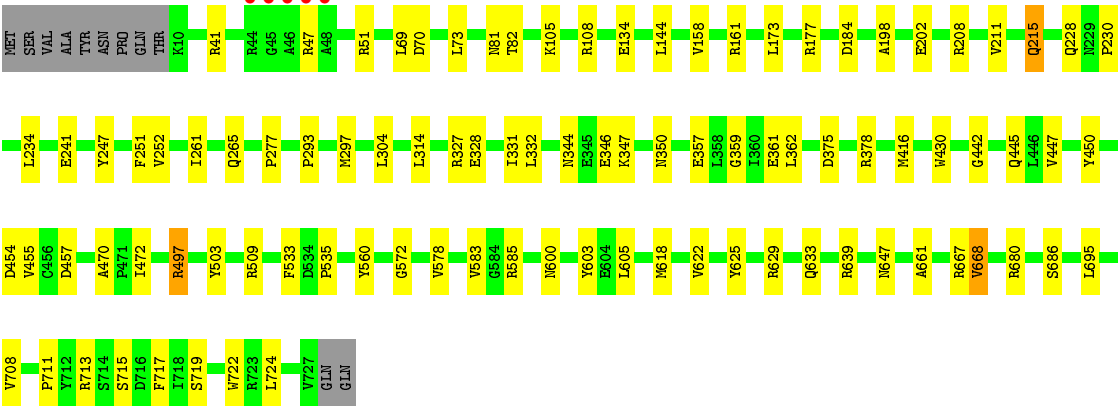 MET SER VAL ALA TYR ASN PRO GLN THR K10 R41 R44 G45 A46 R47 A48 R51 L69 D70 L73 N81 T82 K105 R108 E134 L144 V158 R161 L173 R177 D184 A198 E202 R208 V211 Q215 Q228 N229 P230
L234 E241 Y247 F251 V252 I261 Q265 P277 P293 M297 L304 L314 R327 E328 I331 L332 N344 E345 E346 K347 N350 E357 L358 G359 I360 E361 L362 D375 R378 M416 W430 G442 Q445 L446 V447 Y450
D454 V455 C456 D457 A470 P471 I472 R497 Y503 R509 F533 D534 P535 Y560 G572 V578 V583 G584 R585 N600 Y603 E604 L605 M618 V622 Y625 R629 Q633 R639 N647 A661 R667 V668 R680 S686 L695
V708 P711 Y712 R713 S714 S715 D716 F717 I718 S719 W722 R723 L724 V727 GLN GLN